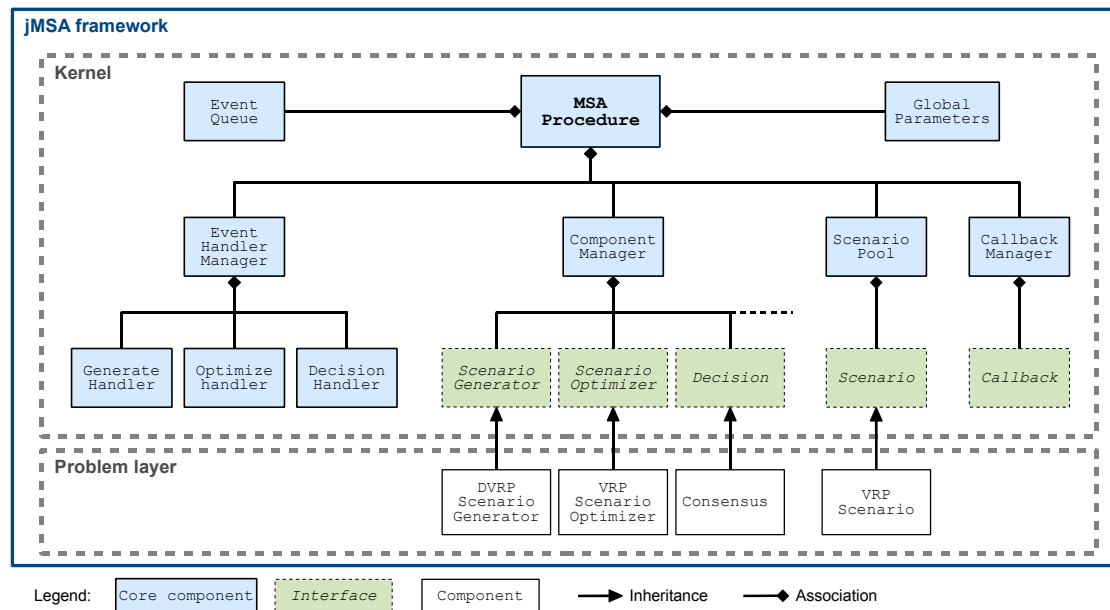 jMSA framework
Kernel
Event
Queue
MSA
Procedure
Global
Parameters
Event
Handler
Manager
Component
Manager
Scenario
Pool
Callback
Manager
Generate
Handler
Optimize
handler
Decision
Handler
Scenario
Generator
Scenario
Optimizer
Decision
Scenario
Callback
Problem layer
DVRP
Scenario
Generator
VRP
Scenario
Optimizer
Consensus
VRP
Scenario
Legend: Core component Interface Component Inheritance Association